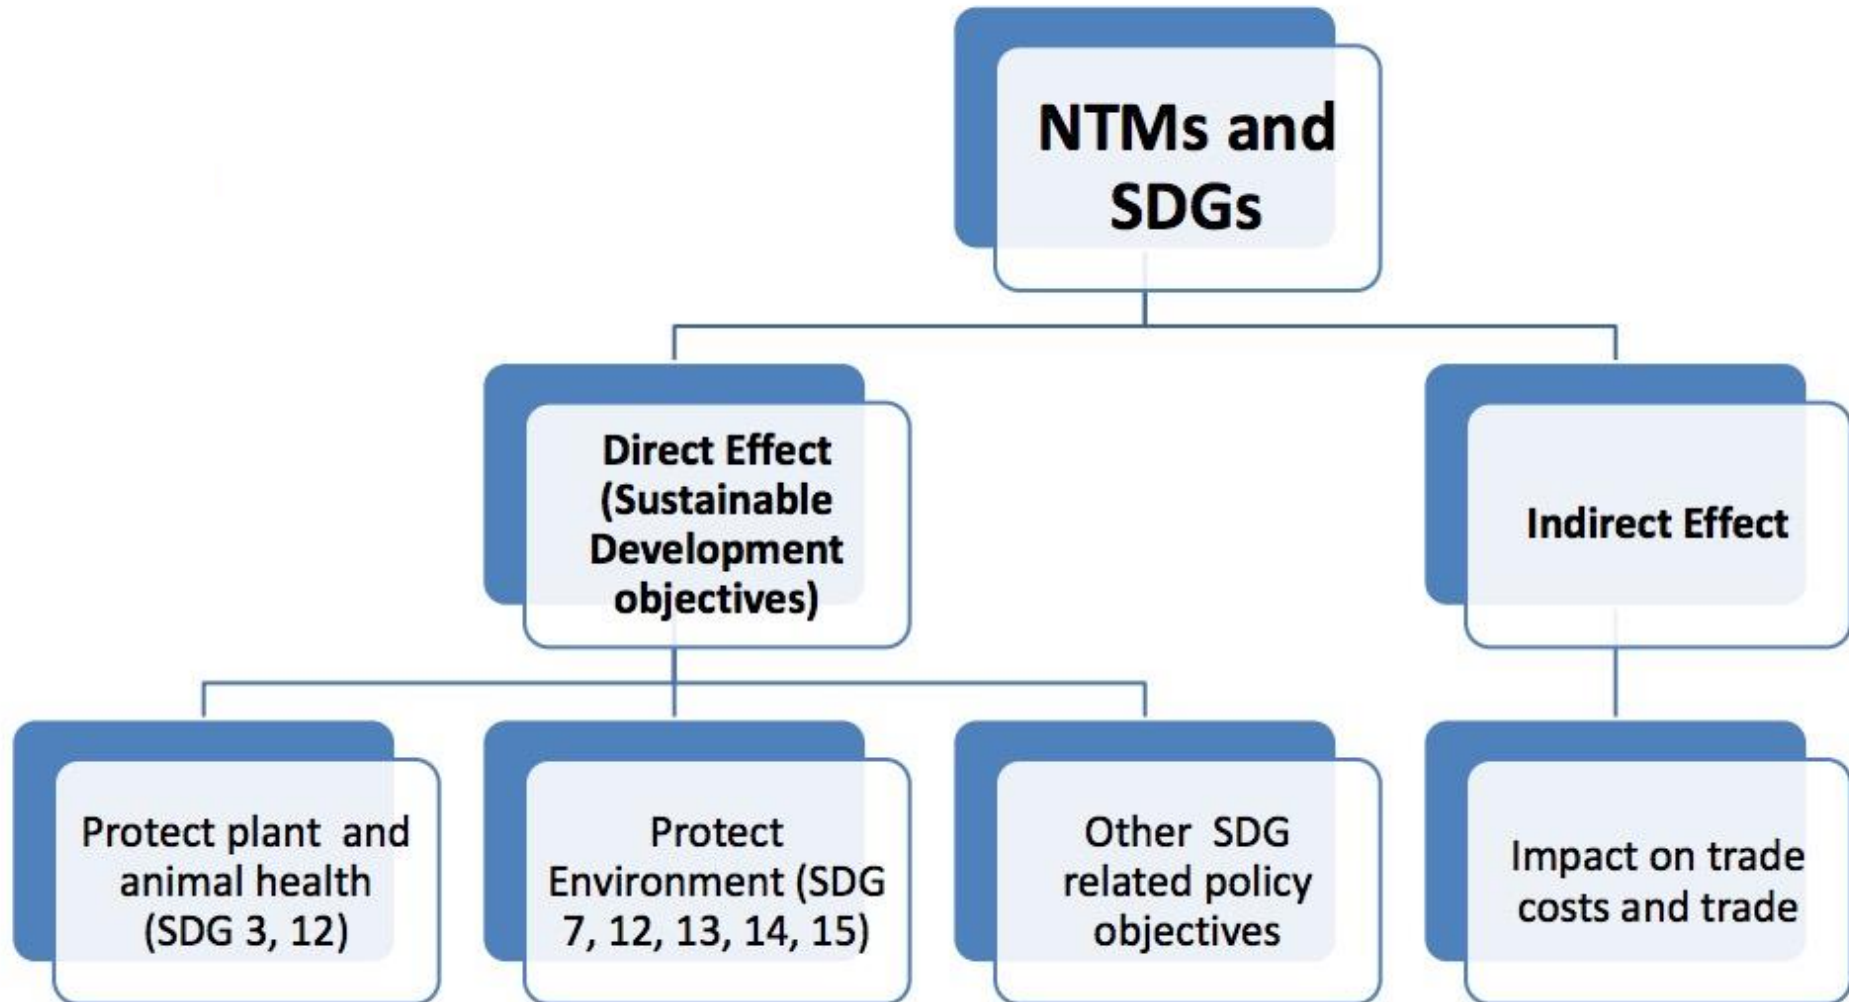 NTMs and
SDGs
Direct Effect
(Sustainable
Development
objectives)
Indirect Effect
Protect plant and
animal health
(SDG 3, 12)
Protect
Environment (SDG
7, 12, 13, 14, 15)
Other SDG
related policy
objectives
Impact on trade
costs and trade